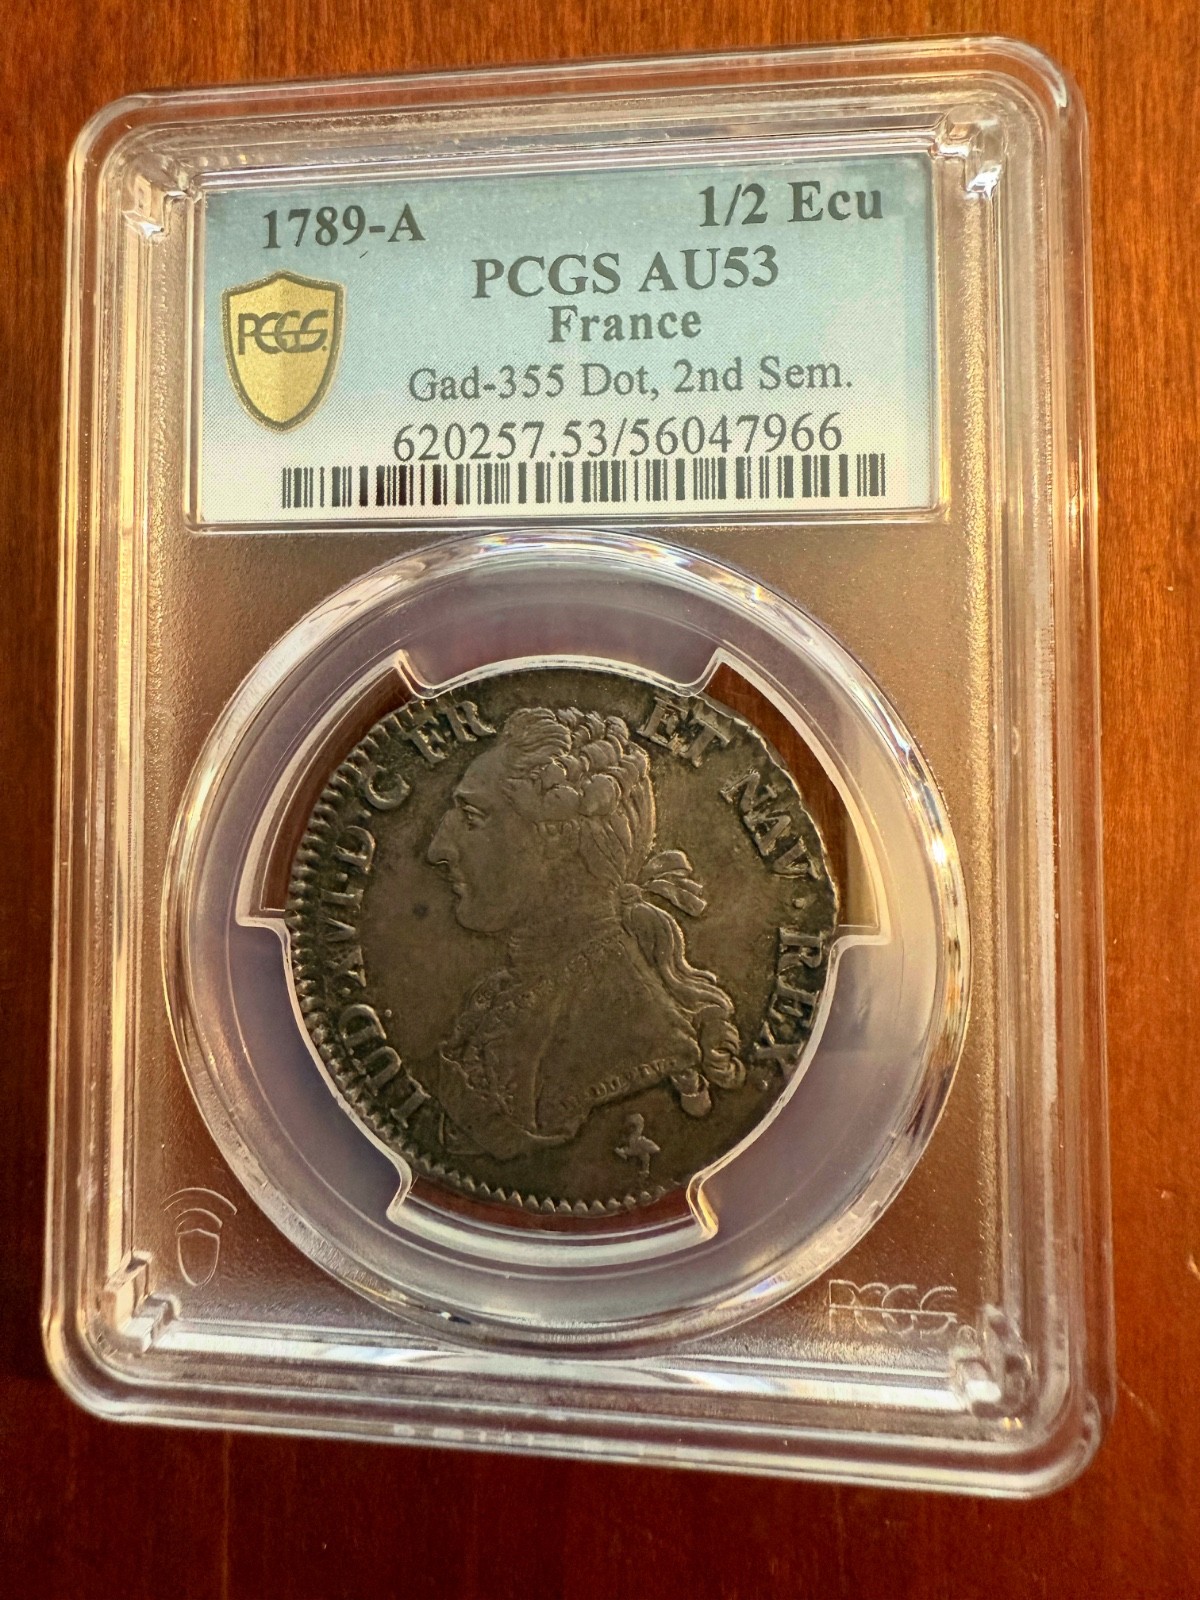 1789-A 1/2 Ecu
PCGS AU53
France
PCGS
Gad-355 Dot, 2nd Sem.
620257.53/56047966
LUD·XVI·D·C FR ET NAV·REX·
PCGS